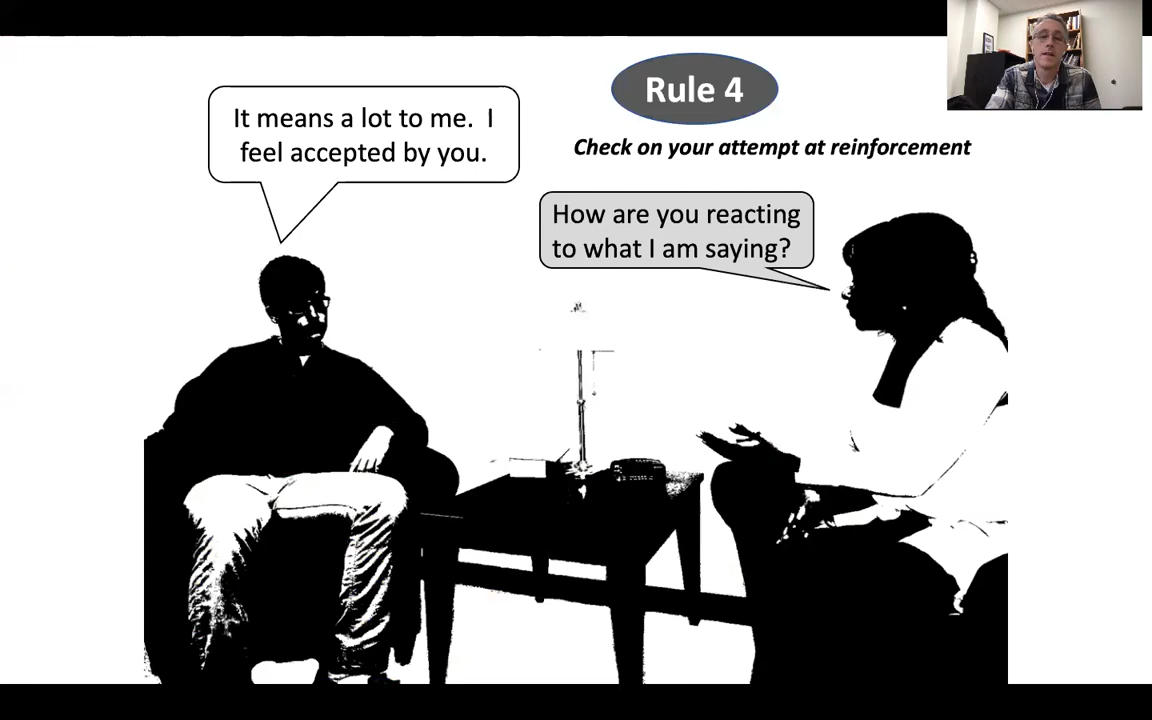 Rule 4
Check on your attempt at reinforcement
It means a lot to me.  I
feel accepted by you.
How are you reacting
to what I am saying?